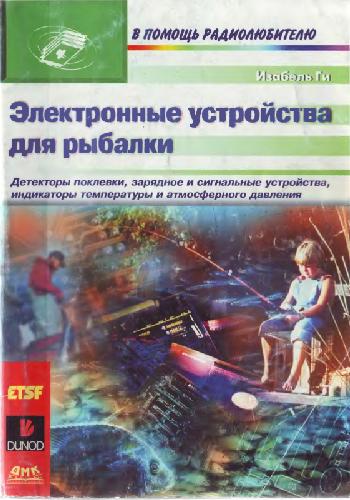 В ПОМОЩЬ РАДИОЛЮБИТЕЛЮ
Изабель Ги
Электронные устройства
для рыбалки
Детекторы поклевки, зарядное и сигнальные устройства,
индикаторы температуры и атмосферного давления
ETSF
DUNOD
ДМК